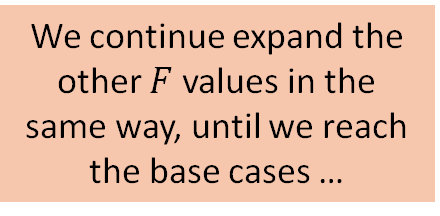 We continue expand the
other F values in the
same way, until we reach
the base cases ...